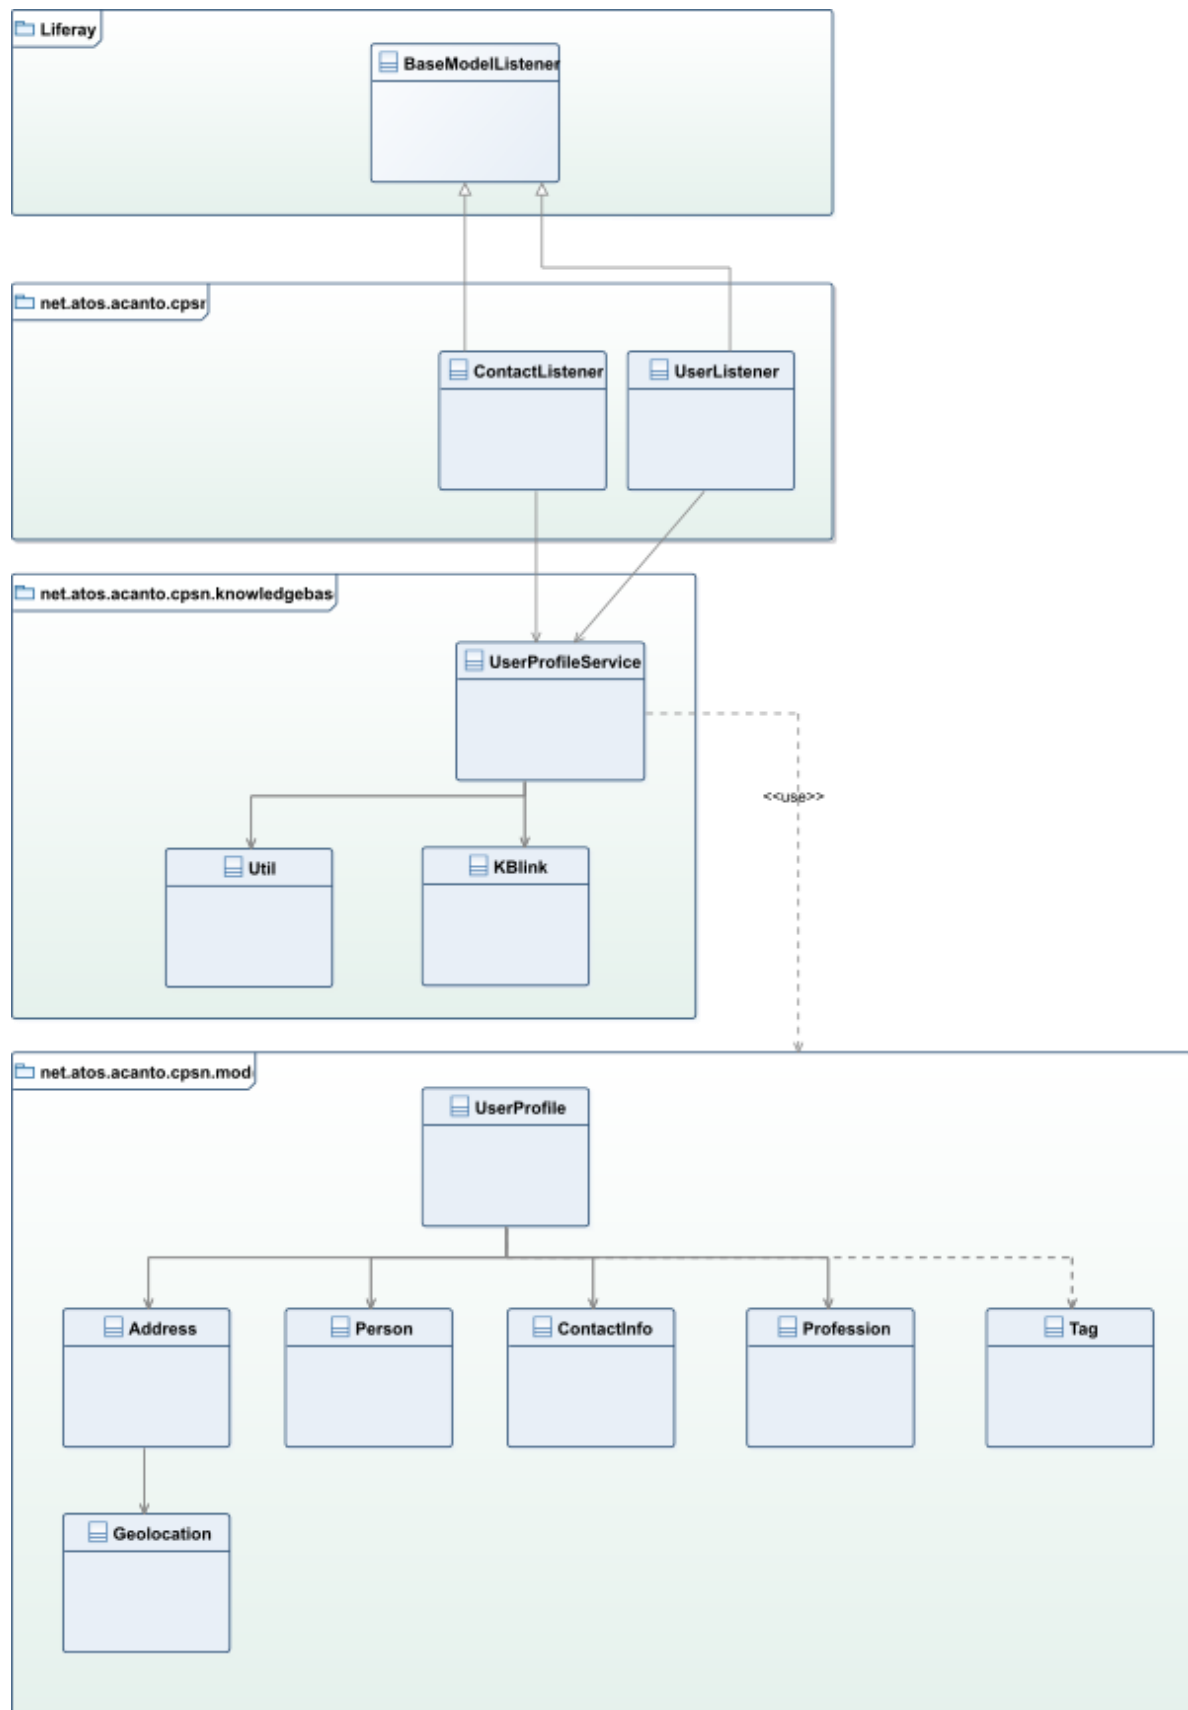 Liferay
BaseModelListener
net.atos.acanto.cpsr
ContactListener
UserListener
net.atos.acanto.cpsn.knowledgebas
UserProfileService
<<use>>
Util
KBlink
net.atos.acanto.cpsn.mod
UserProfile
Address
Person
ContactInfo
Profession
Tag
Geolocation